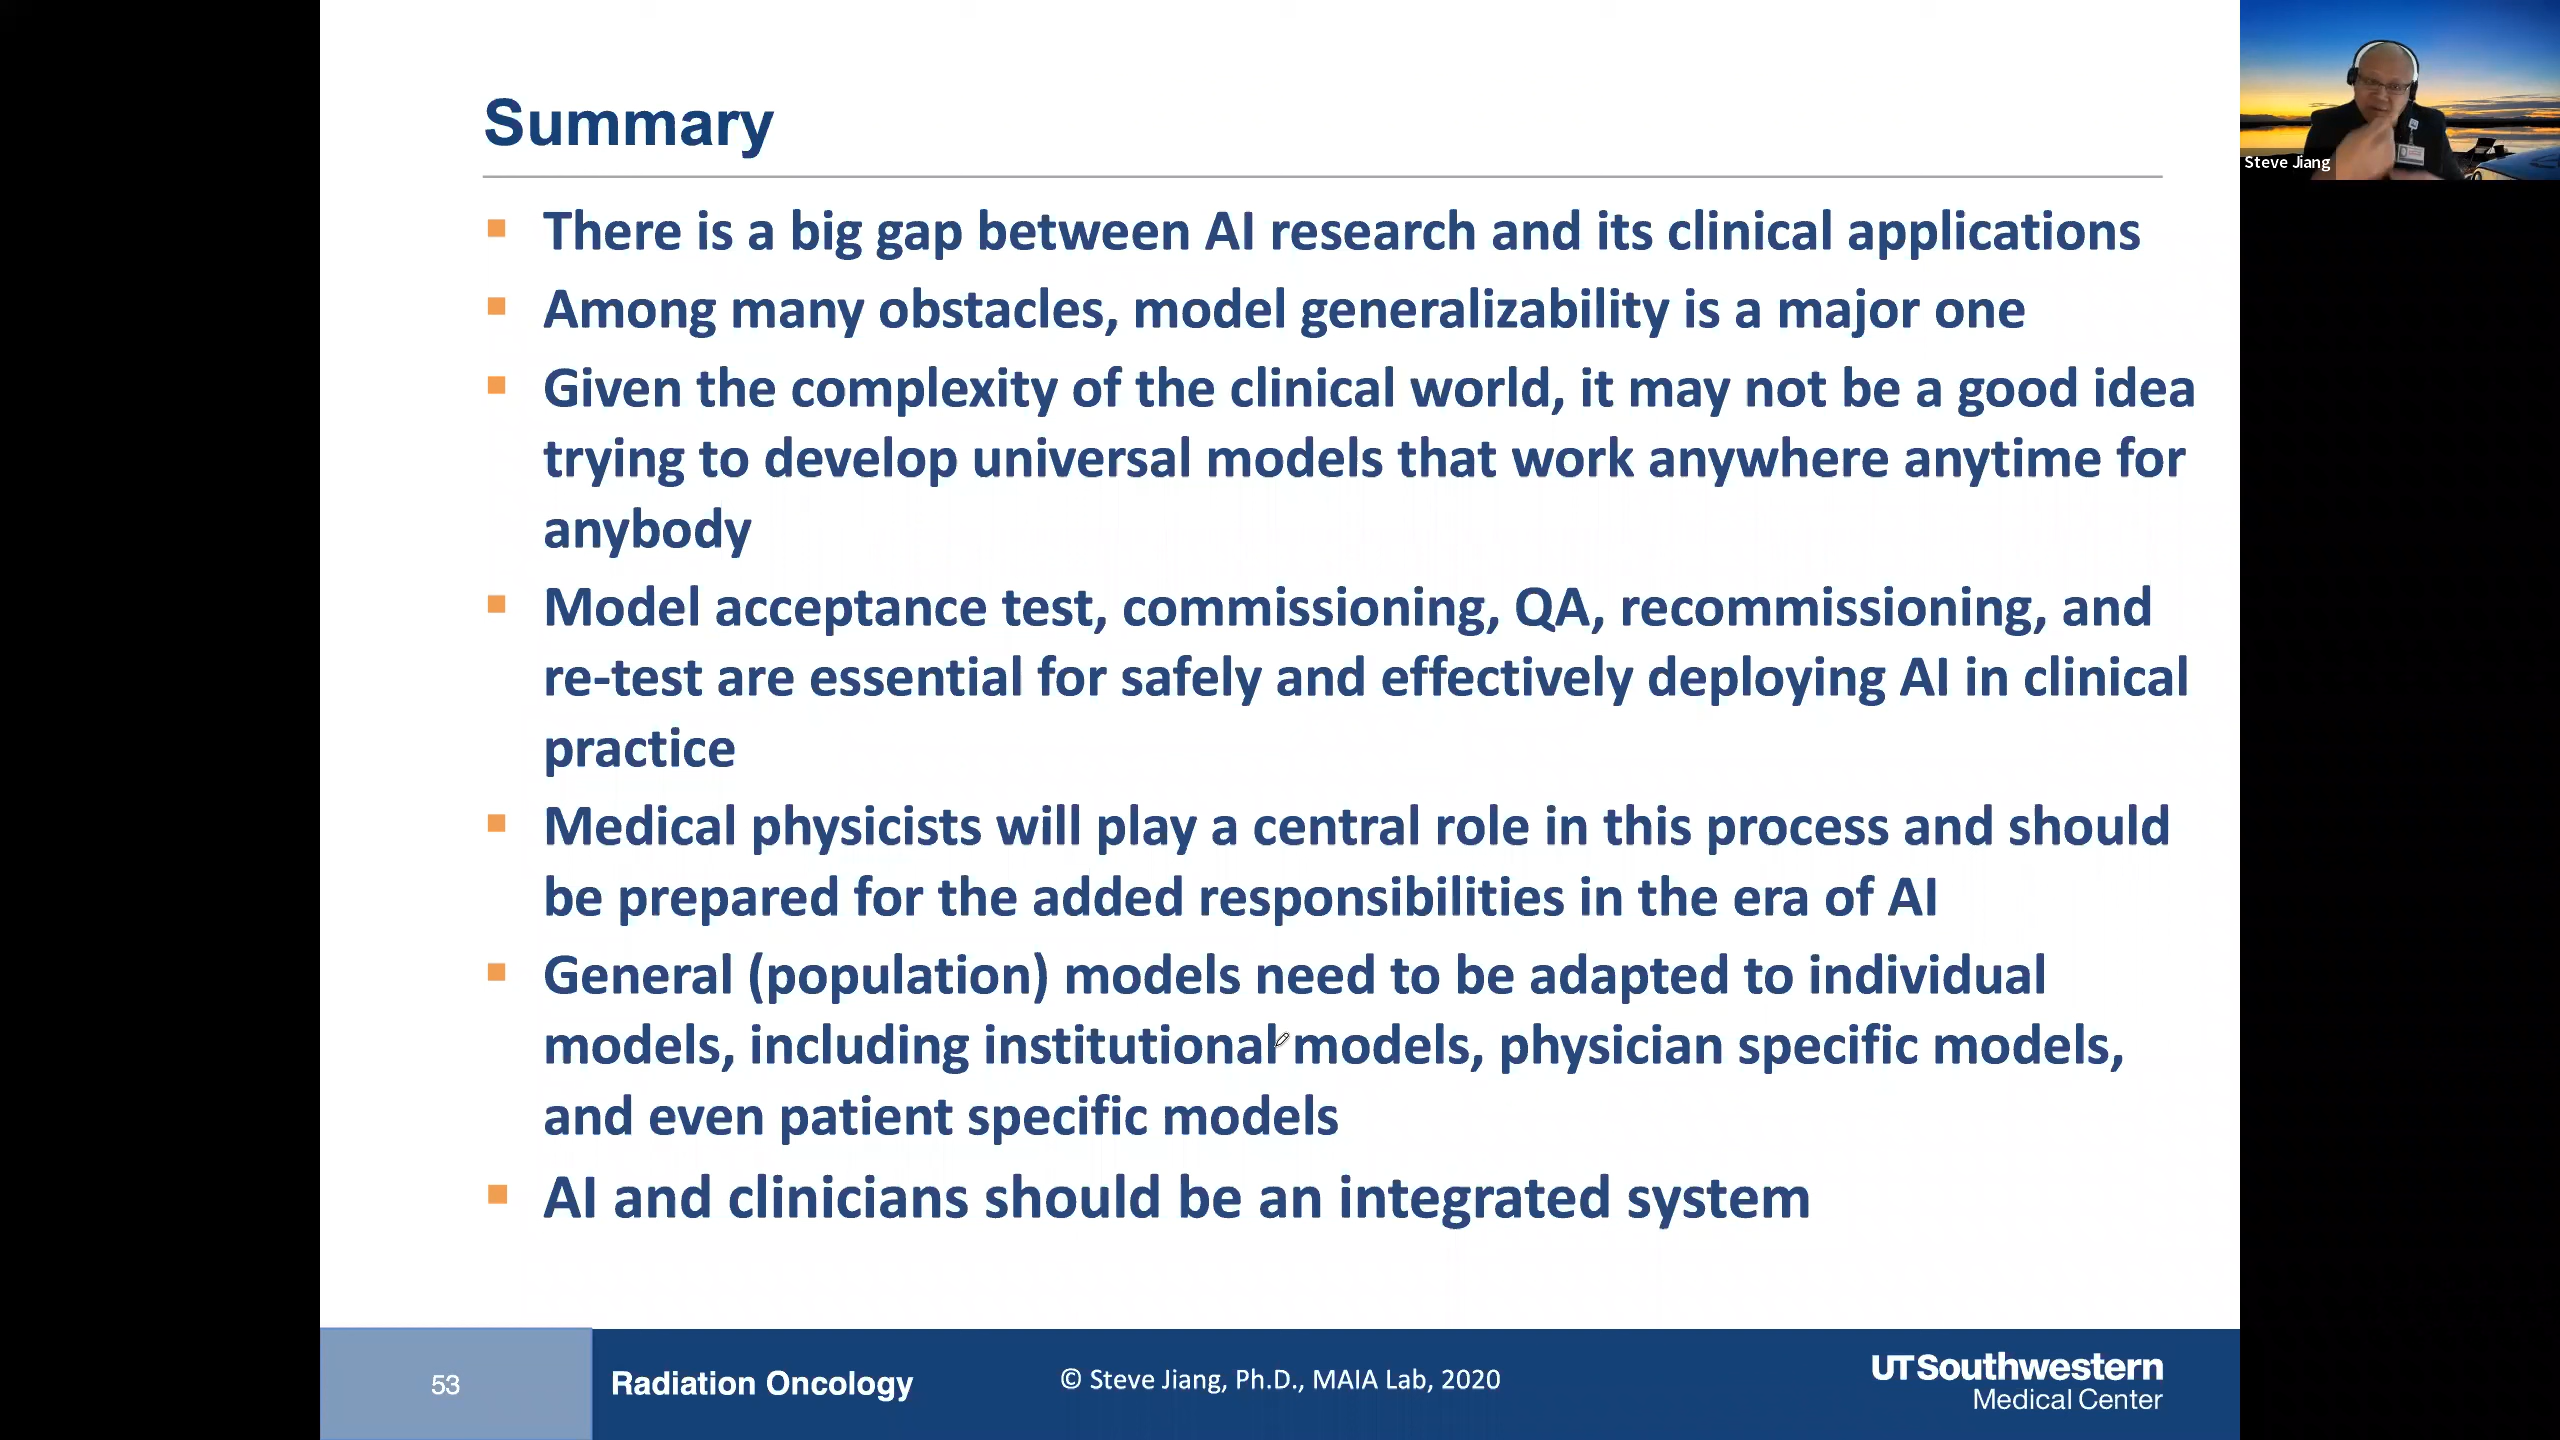 Summary
Steve Jiang
There is a big gap between AI research and its clinical applications
Among many obstacles, model generalizability is a major one
Given the complexity of the clinical world, it may not be a good idea
trying to develop universal models that work anywhere anytime for
anybody
Model acceptance test, commissioning, QA, recommissioning, and
re-test are essential for safely and effectively deploying AI in clinical
practice
Medical physicists will play a central role in this process and should
be prepared for the added responsibilities in the era of AI
General (population) models need to be adapted to individual
models, including institutional models, physician specific models,
and even patient specific models
AI and clinicians should be an integrated system
53
Radiation Oncology
© Steve Jiang, Ph.D., MAIA Lab, 2020
UTSouthwestern
Medical Center